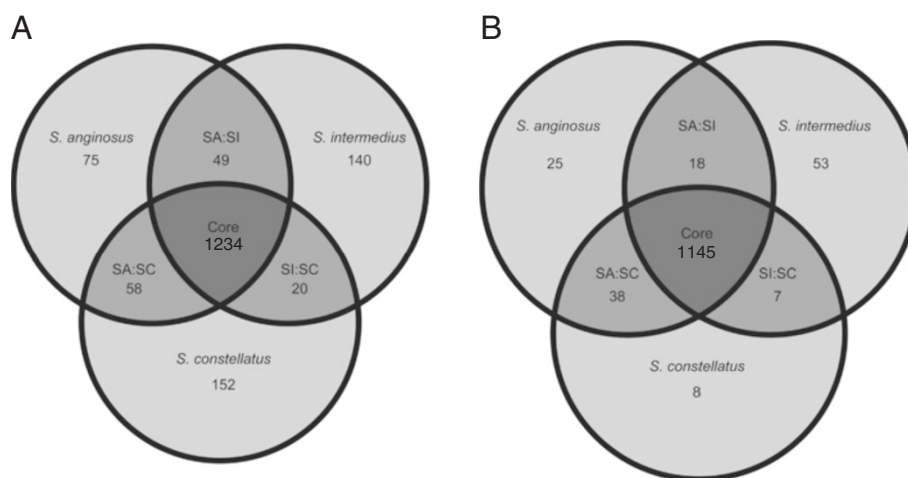 A
S. anginosus
75
SA:SI
49
S. intermedius
140
Core
1234
SA:SC
58
SI:SC
20
S. constellatus
152
B
S. anginosus
25
SA:SI
18
S. intermedius
53
Core
1145
SA:SC
38
SI:SC
7
S. constellatus
8